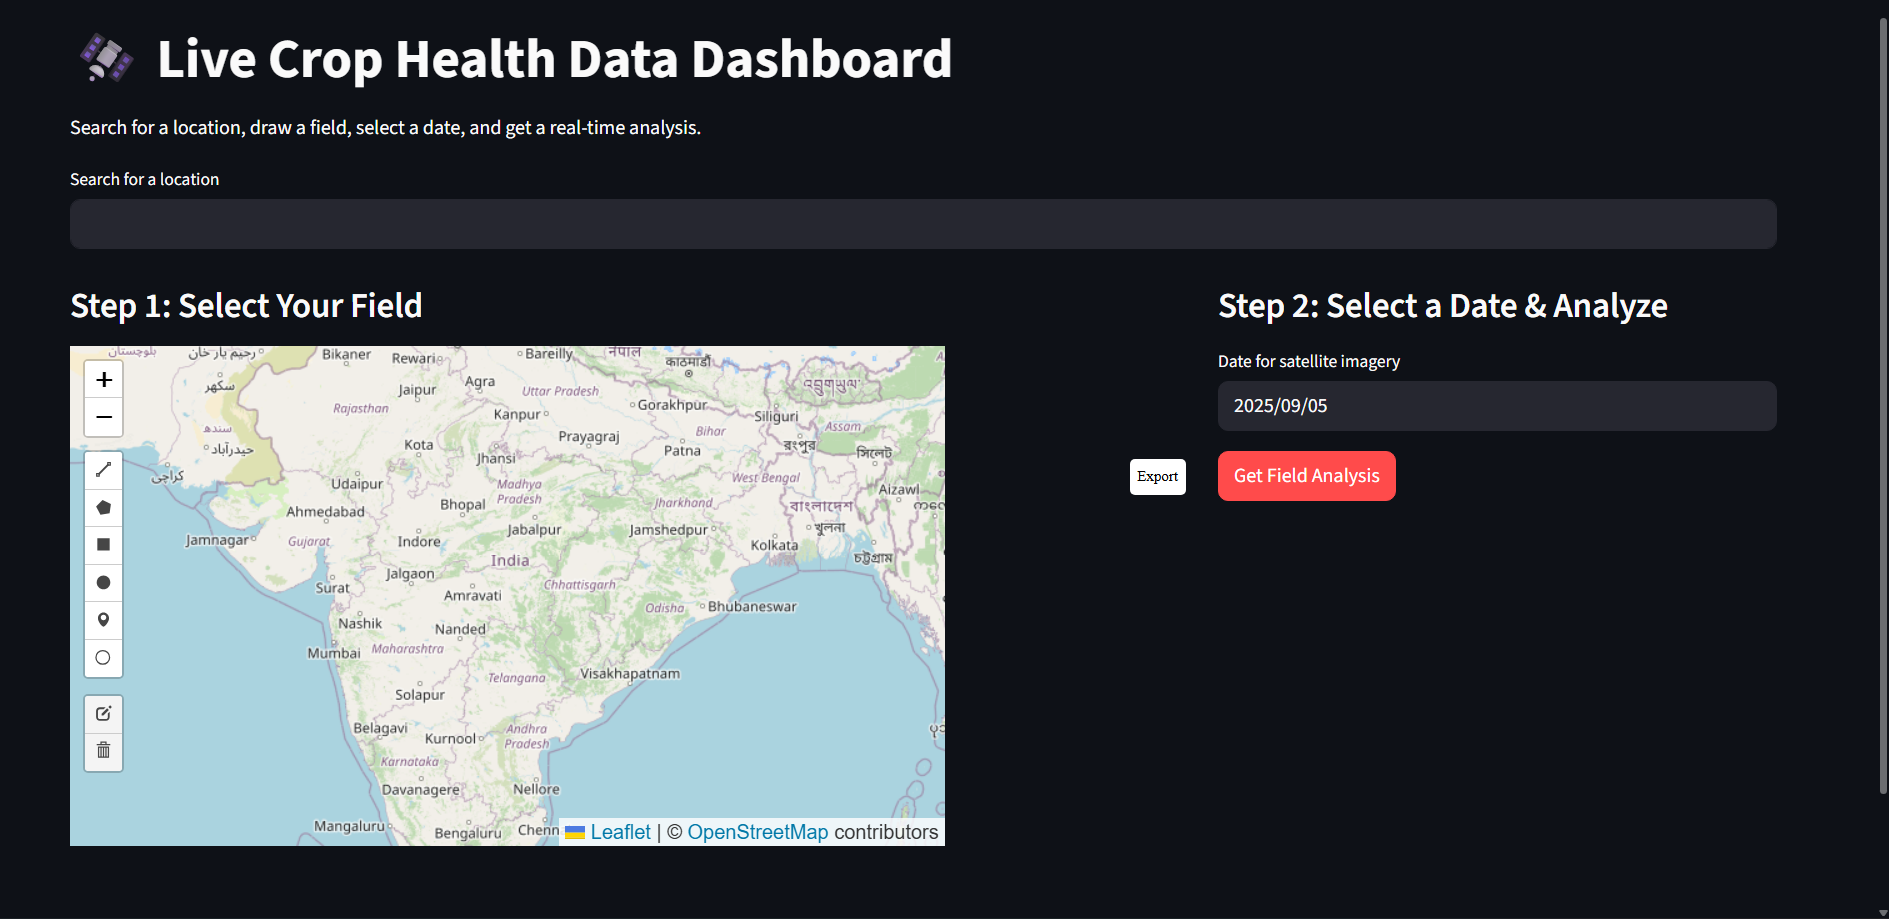 Live Crop Health Data Dashboard
Search for a location, draw a field, select a date, and get a real-time analysis.
Search for a location
Step 1: Select Your Field
Step 2: Select a Date & Analyze
Date for satellite imagery
2025/09/05
Export
Get Field Analysis
+
−
بلوچستان
رحیم یار خان
Bikaner
Rewari
Bareilly
नेपाल
काठमाडौं
سکھر
Jaipur
Agra
Uttar Pradesh
འབྲུགཡུལ་
Rajasthan
Kanpur
Gorakhpur
Siliguri
Assam
سندھ
حیدرآباد
Kota
Prayagraj
Bihar
Patna
রংপুর
সিলেট
Jhansi
کراچی
Udaipur
Madhya
Pradesh
West Bengal
Aizawl
Ahmedabad
Bhopal
Jharkhand
বাংলাদেশ
Jamnagar
Gujarat
Indore
Jabalpur
Jamshedpur
Kolkata
খুলনা
India
চট্টগ্রাম
Surat
Jalgaon
Amravati
Chhattisgarh
Odisha
Bhubaneswar
Nashik
Nanded
Mumbai
Maharashtra
Telangana
Visakhapatnam
Solapur
Belagavi
Kurnool
Andhra
Pradesh
Karnataka
Davanagere
Nellore
Mangaluru
Bengaluru
Chenn
Leaflet | © OpenStreetMap contributors